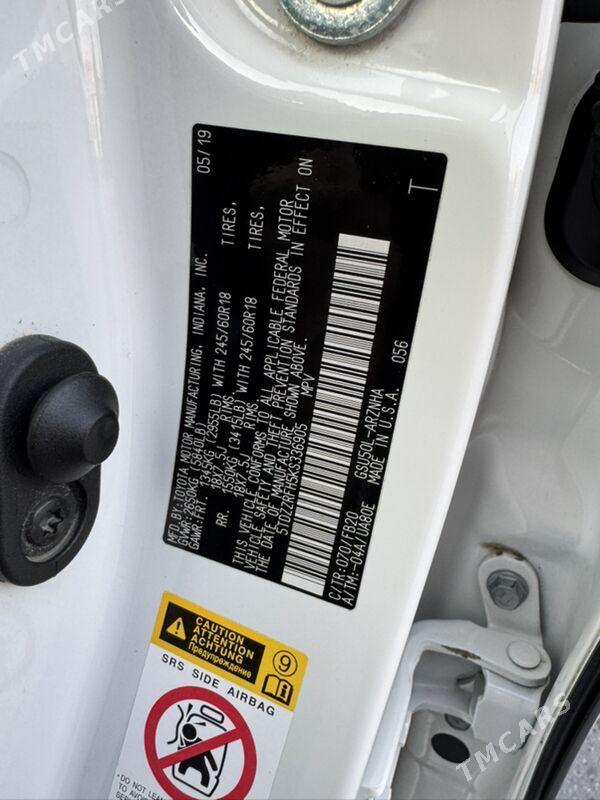 TMCARS
MFD.BY:TOYOTA MOTOR MANUFACTURING, INDIANA, INC. 05/19
GVWR:2650KG (5840LB)
GAWR:FRT. 1345KG (2955LB) WITH 245/60R18 TIRES,
18X7.5J RIMS
RR. 1550KG (3415LB) WITH 245/60R18 TIRES,
18X7.5J RIMS
THIS VEHICLE CONFORMS TO ALL APPLICABLE FEDERAL MOTOR
VEHICLE SAFETY AND THEFT PREVENTION STANDARDS IN EFFECT ON
THE DATE OF MANUFACTURE SHOWN ABOVE.
5TDZZRFH5KS336905 MPV
T
C/TR:070/FB20 GSU50L-ARZNHA
A/TM:-04A/UA80E MADE IN U.S.A. 056
CAUTION
ATTENTION
ACHTUNG
Предупреждение
9
SRS SIDE AIRBAG
TMCARS